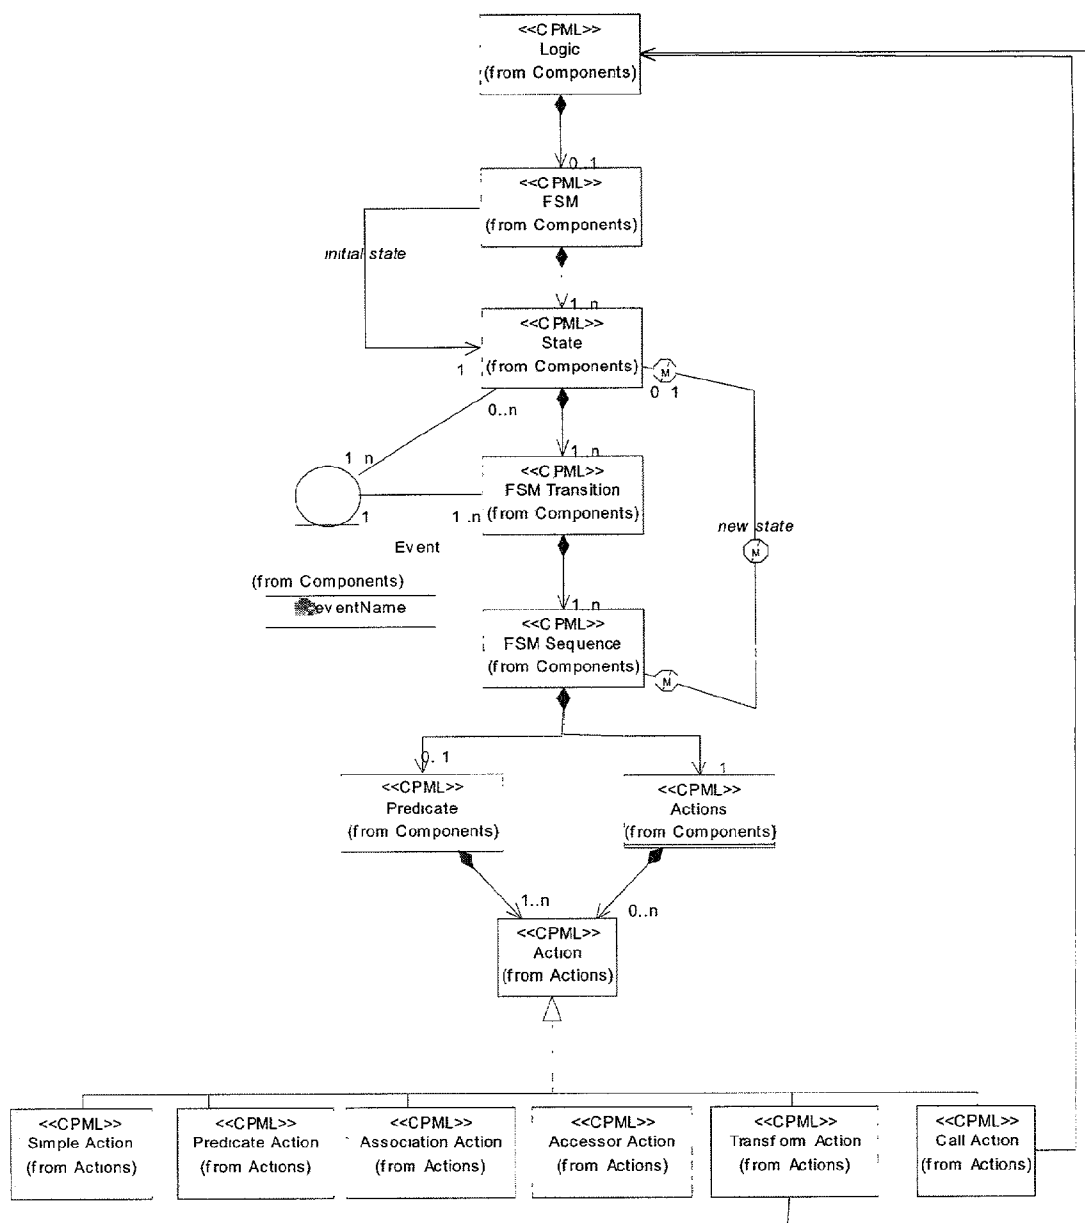 <<CPML>>
Logic
(from Components)
0..1
<<CPML>>
FSM
(from Components)
initial state
1..n
<<CPML>>
State
(from Components)
1
M
0 1
0..n
1 n
1..n
<<CPML>>
FSM Transition
(from Components)
1
1..n
new state
M
Event
(from Components)
eventName
1..n
<<CPML>>
FSM Sequence
(from Components)
M
0..1
1
<<CPML>>
Predicate
(from Components)
<<CPML>>
Actions
(from Components)
1..n
0..n
<<CPML>>
Action
(from Actions)
<<CPML>>
Simple Action
(from Actions)
<<CPML>>
Predicate Action
(from Actions)
<<CPML>>
Association Action
(from Actions)
<<CPML>>
Accessor Action
(from Actions)
<<CPML>>
Transform Action
(from Actions)
<<CPML>>
Call Action
(from Actions)